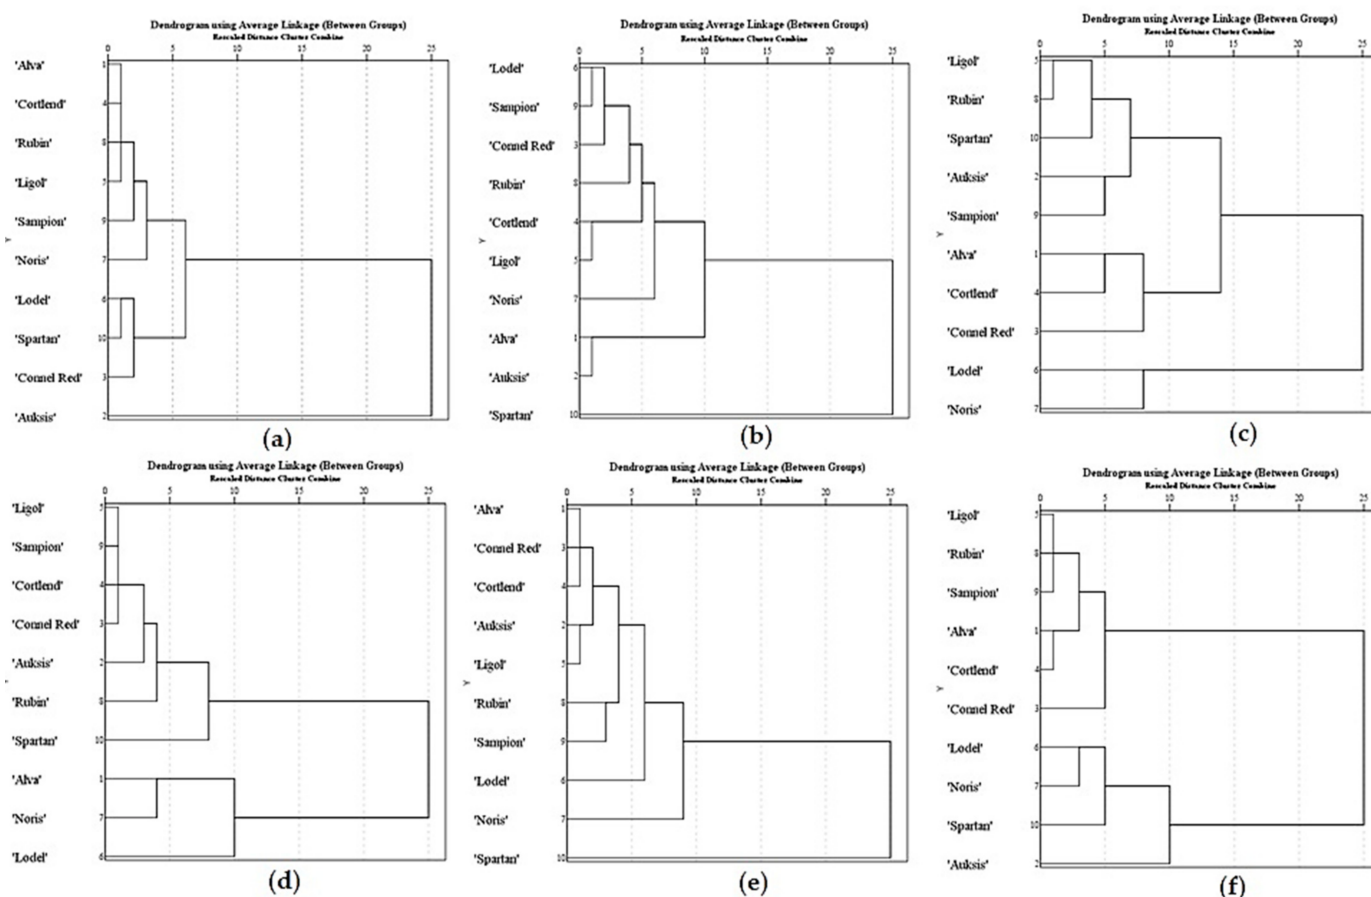 Dendrogram using Average Linkage (Between Groups)
Rescaled Distance Cluster Combine
0 5 10 15 20 25
'Alva' 1
'Cortlend' 4
'Rubin' 8
'Ligol' 5
'Sampion' 9
'Noris' 7
Y
'Lodel' 6
'Spartan' 10
'Connel Red' 3
'Auksis' 2
(a)
Dendrogram using Average Linkage (Between Groups)
Rescaled Distance Cluster Combine
0 5 10 15 20 25
'Lodel' 6
'Sampion' 9
'Connel Red' 3
'Rubin' 8
'Cortlend' 4
Y
'Ligol' 5
'Noris' 7
'Alva' 1
'Auksis' 2
'Spartan' 10
(b)
Dendrogram using Average Linkage (Between Groups)
Rescaled Distance Cluster Combine
0 5 10 15 20 25
'Ligol' 5
'Rubin' 8
'Spartan' 10
'Auksis' 2
'Sampion' 9
Y
'Alva' 1
'Cortlend' 4
'Connel Red' 3
'Lodel' 6
'Noris' 7
(c)
Dendrogram using Average Linkage (Between Groups)
Rescaled Distance Cluster Combine
0 5 10 15 20 25
'Ligol' 5
'Sampion' 9
'Cortlend' 4
'Connel Red' 3
'Auksis' 2
'Rubin' 8
'Spartan' 10
'Alva' 1
'Noris' 7
'Lodel' 6
(d)
Dendrogram using Average Linkage (Between Groups)
Rescaled Distance Cluster Combine
0 5 10 15 20 25
'Alva' 1
'Connel Red' 3
'Cortlend' 4
'Auksis' 2
'Ligol' 5
Y
'Rubin' 8
'Sampion' 9
'Lodel' 6
'Noris' 7
'Spartan' 10
(e)
Dendrogram using Average Linkage (Between Groups)
Rescaled Distance Cluster Combine
0 5 10 15 20 25
'Ligol' 5
'Rubin' 8
'Sampion' 9
'Alva' 1
'Cortlend' 4
Y
'Connel Red' 3
'Lodel' 6
'Noris' 7
'Spartan' 10
'Auksis' 2
(f)